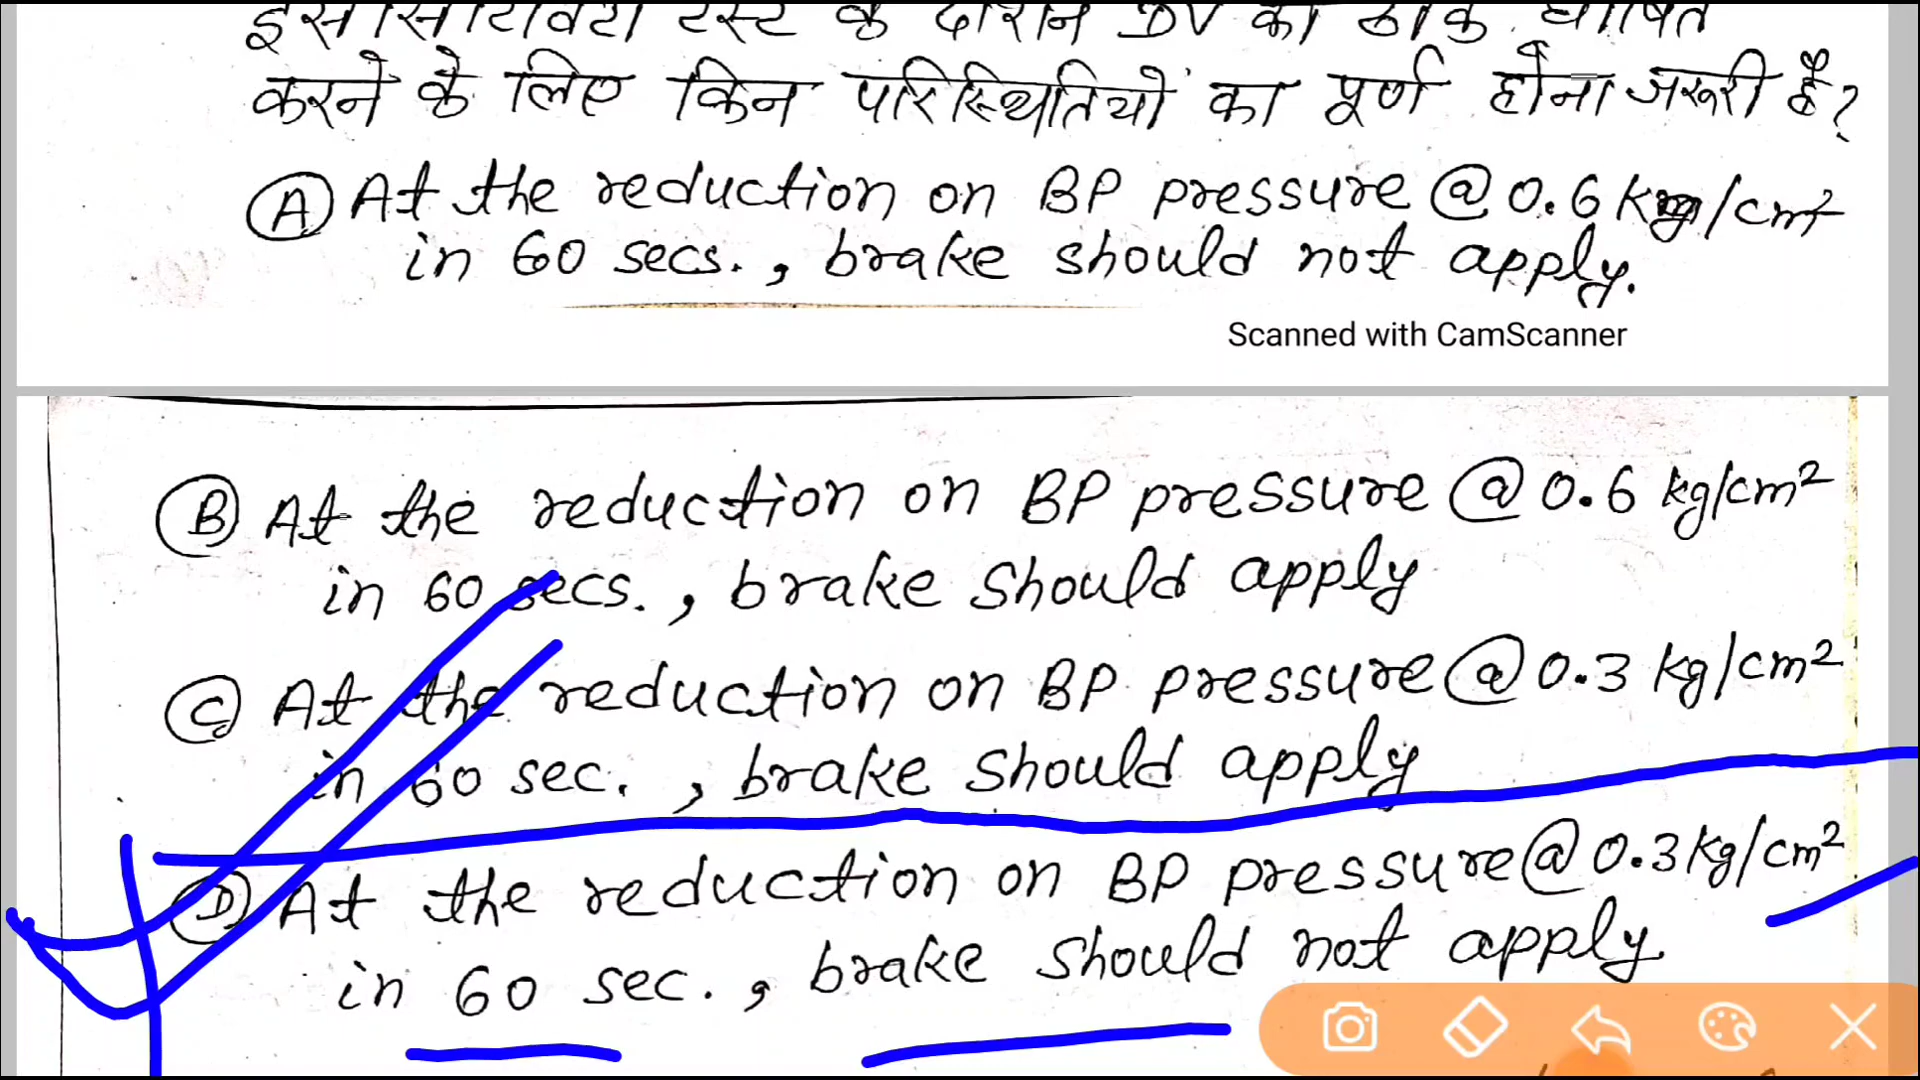 इंसेंसिटिविटी टेस्ट के दौरान DV को ठीक घोषित
करने के लिए किन परिस्थितियों का पूर्ण होना जरूरी है?
(A) At the reduction on BP pressure @ 0.6 kg/cm²
in 60 secs., brake should not apply.
Scanned with CamScanner
(B) At the reduction on BP pressure @ 0.6 kg/cm²
in 60 secs., brake should apply
(C) At the reduction on BP pressure @ 0.3 kg/cm²
in 60 sec., brake should apply
(D) At the reduction on BP pressure @ 0.3 kg/cm²
in 60 sec., brake should not apply.